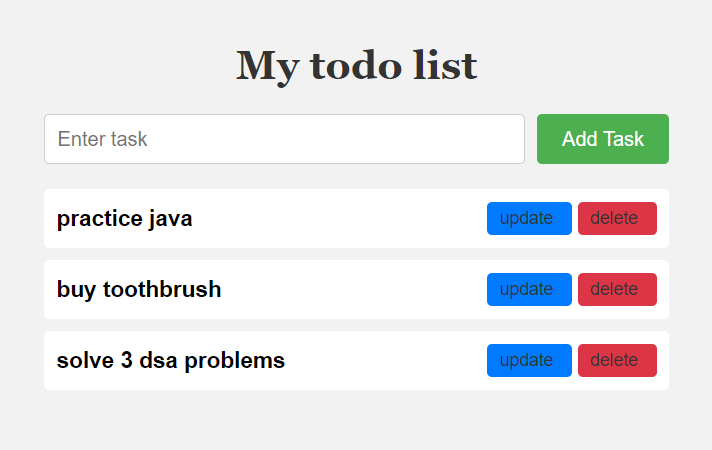 My todo list
Enter task Add Task
practice java update delete
buy toothbrush update delete
solve 3 dsa problems update delete